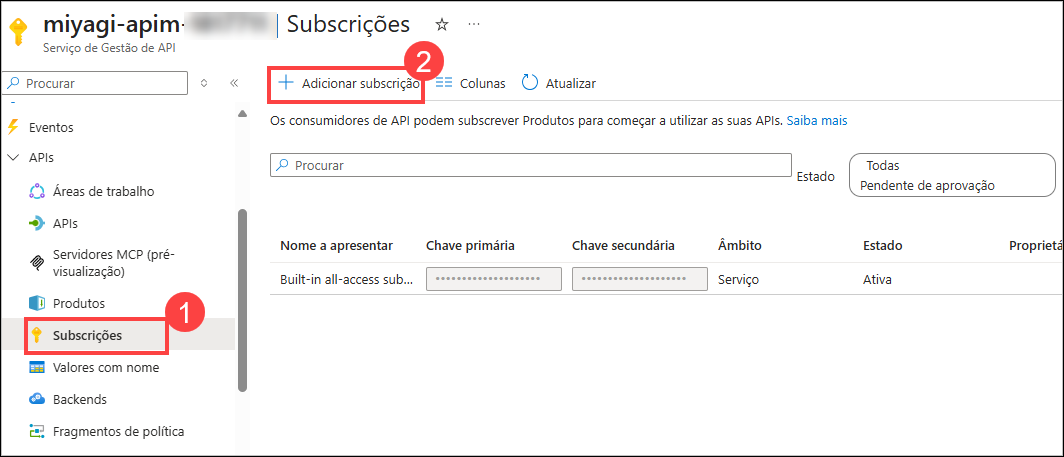 miyagi-apim- | Subscrições
Serviço de Gestão de API
Procurar
Eventos
APIs
Áreas de trabalho
APIs
Servidores MCP (pré-
visualização)
Produtos
Subscrições
1
Valores com nome
Backends
Fragmentos de política
2
Adicionar subscrição
Colunas
Atualizar
Os consumidores de API podem subscrever Produtos para começar a utilizar as suas APIs. Saiba mais
Procurar
Estado
Todas
Pendente de aprovação
Nome a apresentar Chave primária Chave secundária Âmbito Estado Proprietá
Built-in all-access sub... •••••••••••••••••• •••••••••••••••••• Serviço Ativa